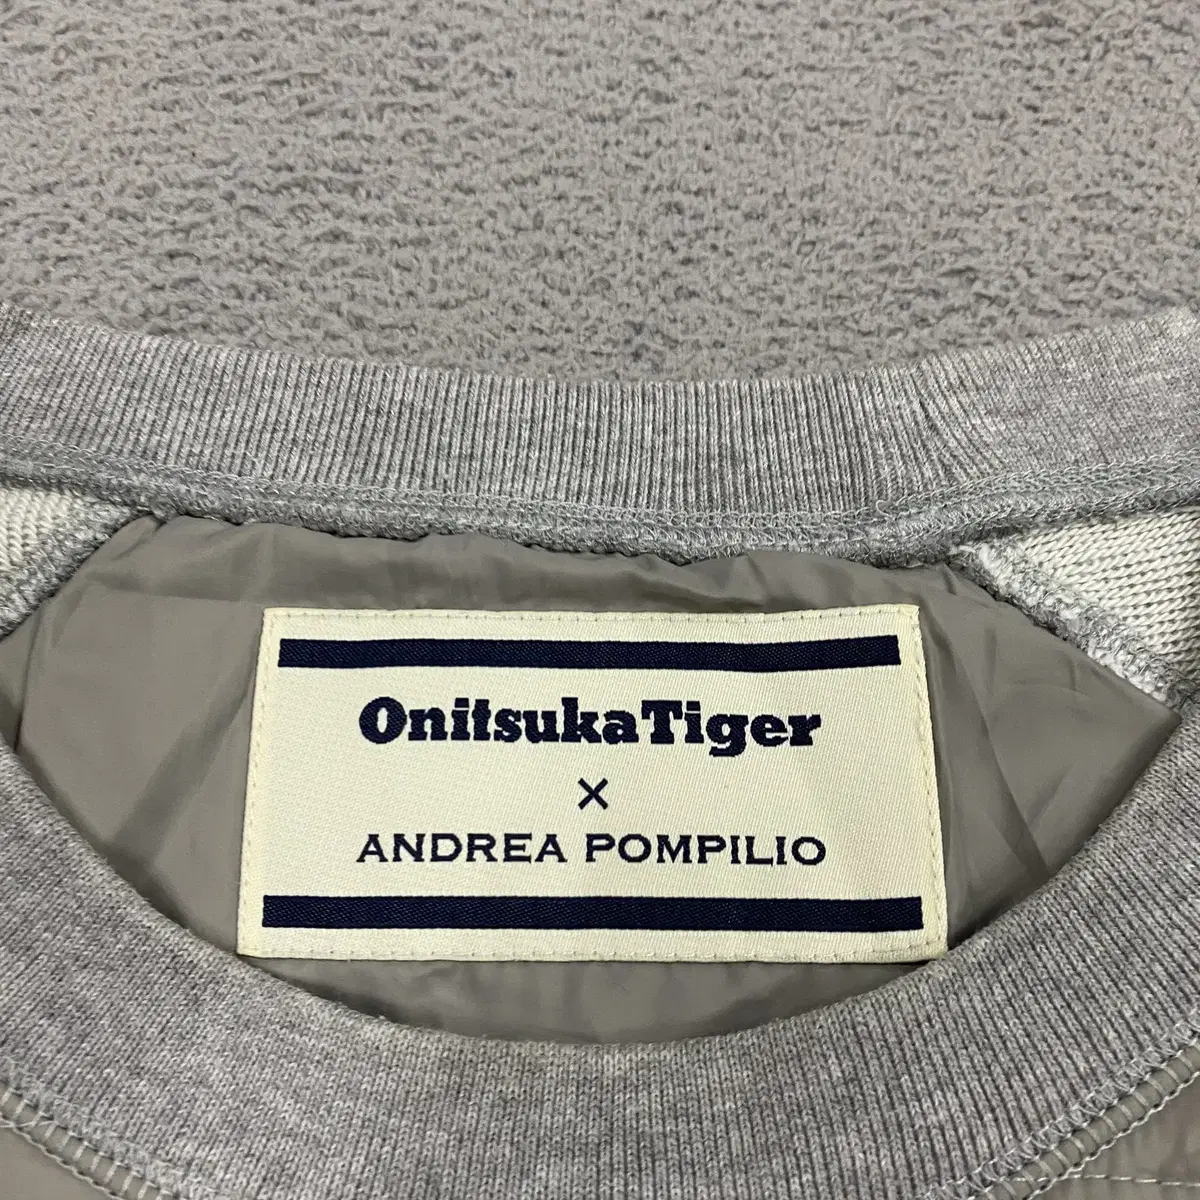 OnitsukaTiger
×
ANDREA POMPILIO